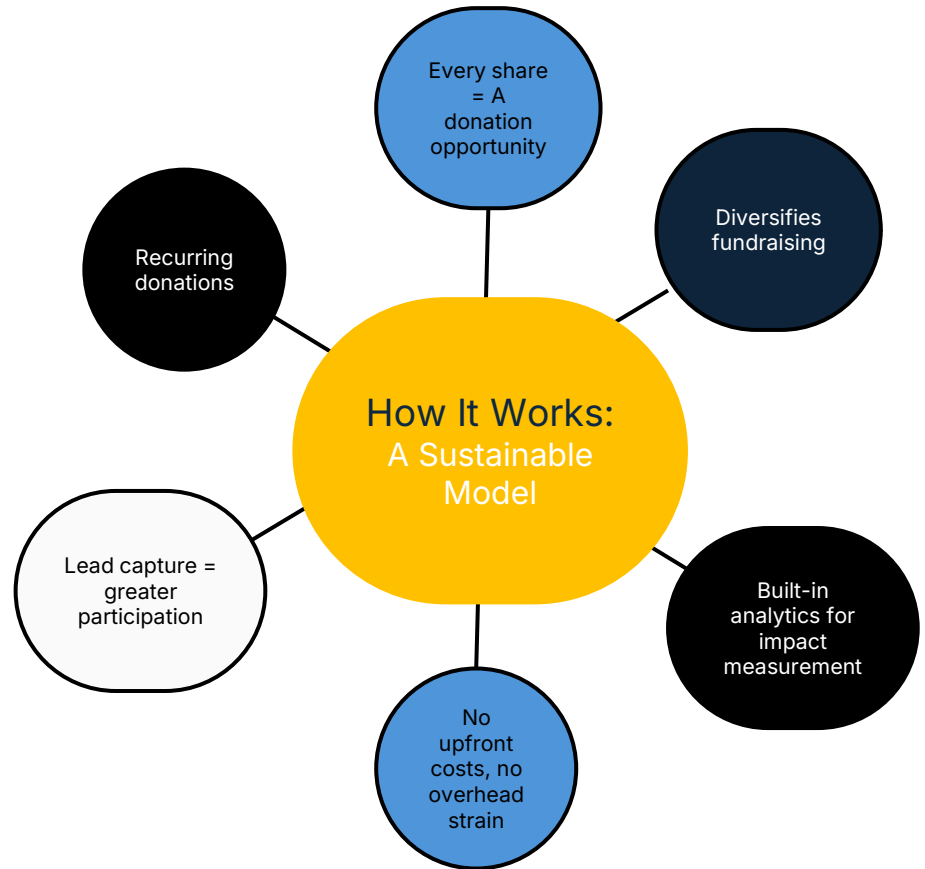 Every share
= A
donation
opportunity
Diversifies
fundraising
Recurring
donations
How It Works:
A Sustainable
Model
Lead capture =
greater
participation
Built-in
analytics for
impact
measurement
No
upfront
costs, no
overhead
strain